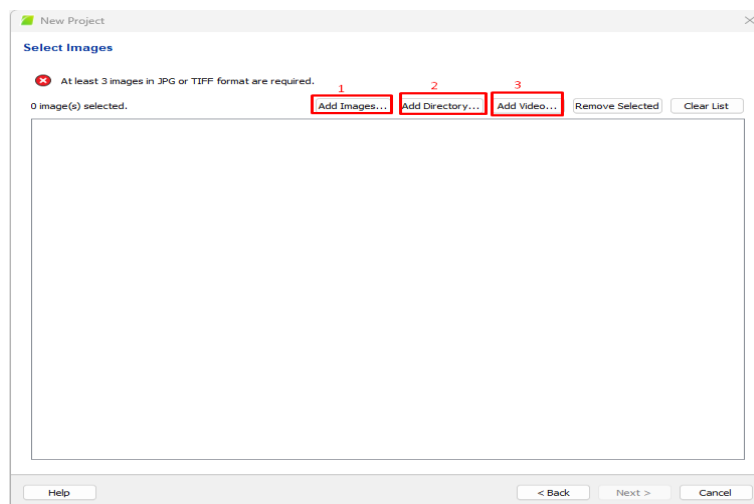 New Project
Select Images
At least 3 images in JPG or TIFF format are required.
1 2 3
0 image(s) selected. Add Images... Add Directory... Add Video... Remove Selected Clear List
Help < Back Next > Cancel